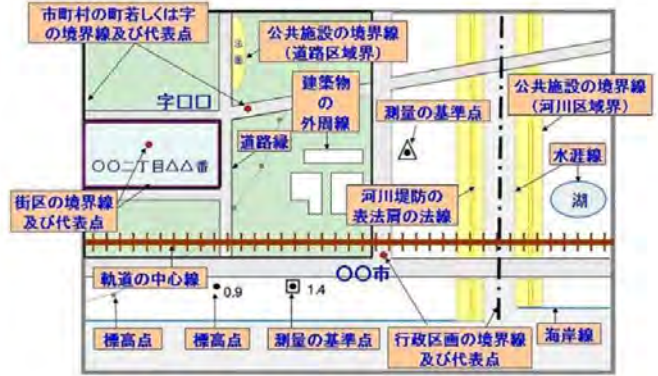 市町村の町若しくは字
の境界線及び代表点
公共施設の境界線
(道路区域界)
建築物
の
外周線
測量の基準点
公共施設の境界線
(河川区域界)
字口口
道路縁
水涯線
〇〇二丁目△△番
街区の境界線
及び代表点
河川堤防の
表法肩の法線
湖
軌道の中心線
〇〇市
0.9
1.4
標高点
標高点
測量の基準点
行政区画の境界線
及び代表点
海岸線